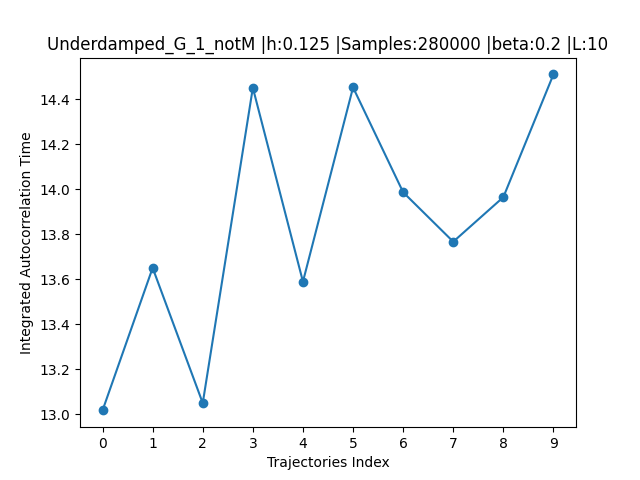 Underdamped_G_1_notM |h:0.125 |Samples:280000 |beta:0.2 |L:10
Integrated Autocorrelation Time
14.4
14.2
14.0
13.8
13.6
13.4
13.2
13.0
0 1 2 3 4 5 6 7 8 9
Trajectories Index